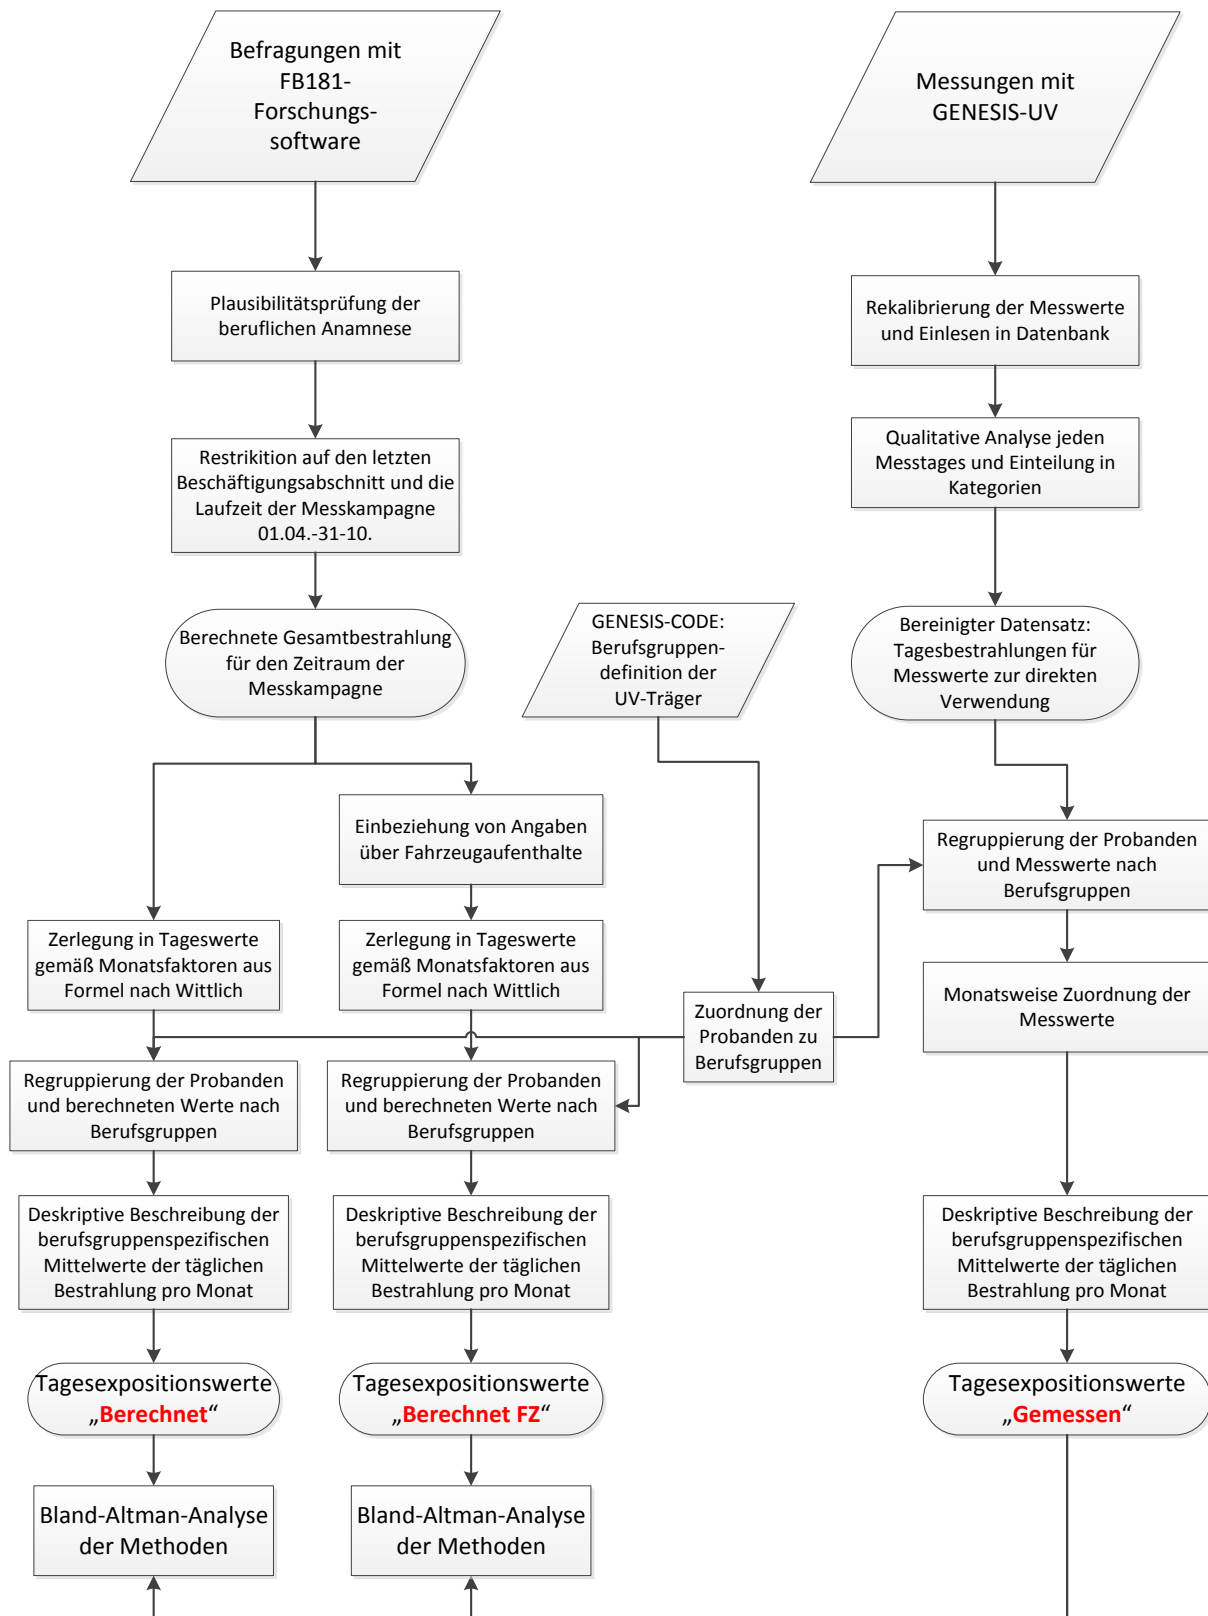 Befragungen mit
FB181-
Forschungs-
software
Messungen mit
GENESIS-UV
Plausibilitätsprüfung der
beruflichen Anamnese
Rekalibrierung der Messwerte
und Einlesen in Datenbank
Restrikition auf den letzten
Beschäftigungsabschnitt und die
Laufzeit der Messkampagne
01.04.-31-10.
Qualitative Analyse jeden
Messtages und Einteilung in
Kategorien
Berechnete Gesamtbestrahlung
für den Zeitraum der
Messkampagne
GENESIS-CODE:
Berufsgruppen-
definition der
UV-Träger
Bereinigter Datensatz:
Tagesbestrahlungen für
Messwerte zur direkten
Verwendung
Einbeziehung von Angaben
über Fahrzeugaufenthalte
Regruppierung der Probanden
und Messwerte nach
Berufsgruppen
Zerlegung in Tageswerte
gemäß Monatsfaktoren aus
Formel nach Wittlich
Zerlegung in Tageswerte
gemäß Monatsfaktoren aus
Formel nach Wittlich
Zuordnung der
Probanden zu
Berufsgruppen
Monatsweise Zuordnung der
Messwerte
Regruppierung der Probanden
und berechneten Werte nach
Berufsgruppen
Regruppierung der Probanden
und berechneten Werte nach
Berufsgruppen
Deskriptive Beschreibung der
berufsgruppenspezifischen
Mittelwerte der täglichen
Bestrahlung pro Monat
Deskriptive Beschreibung der
berufsgruppenspezifischen
Mittelwerte der täglichen
Bestrahlung pro Monat
Deskriptive Beschreibung der
berufsgruppenspezifischen
Mittelwerte der täglichen
Bestrahlung pro Monat
Tagesexpositionswerte
„Berechnet“
Tagesexpositionswerte
„Berechnet FZ“
Tagesexpositionswerte
„Gemessen“
Bland-Altman-Analyse
der Methoden
Bland-Altman-Analyse
der Methoden